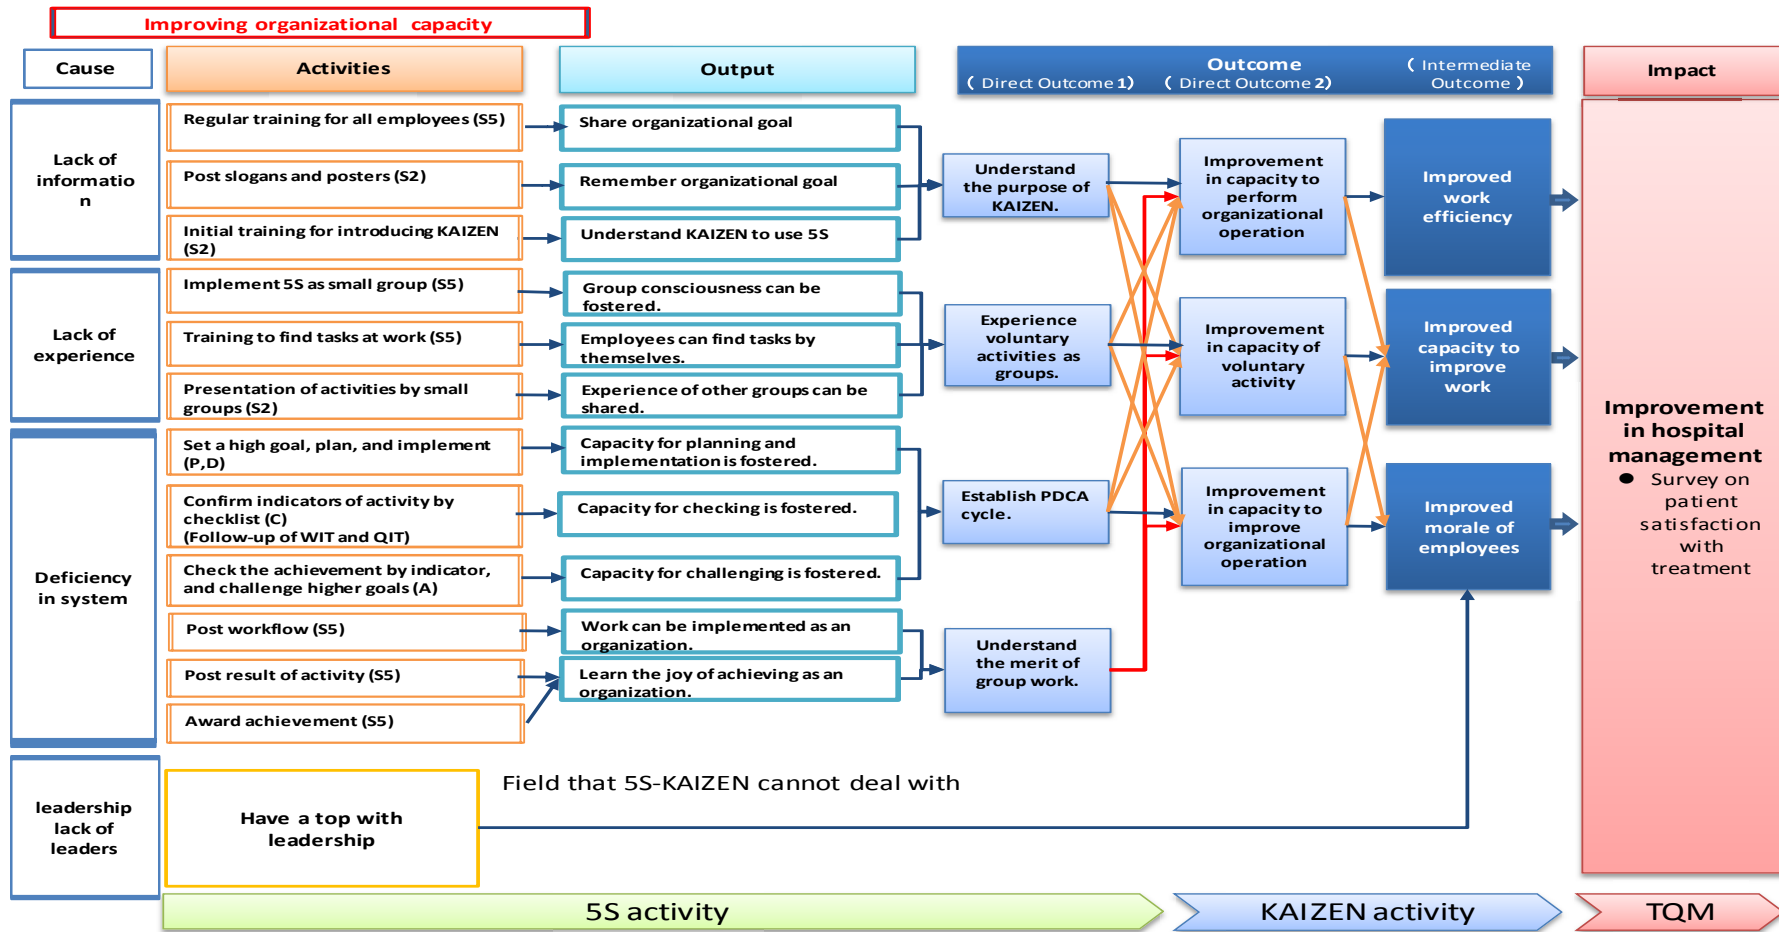 Improving organizational capacity
Cause
Activities
Output
Outcome
( Direct Outcome 1)
( Direct Outcome 2)
( Intermediate
Outcome )
Impact
Lack of
informatio
n
Regular training for all employees (S5)
Post slogans and posters (S2)
Initial training for introducing KAIZEN
(S2)
Share organizational goal
Remember organizational goal
Understand KAIZEN to use 5S
Understand
the purpose of
KAIZEN.
Improvement
in capacity to
perform
organizational
operation
Improved
work
efficiency
Lack of
experience
Implement 5S as small group (S5)
Training to find tasks at work (S5)
Presentation of activities by small
groups (S2)
Group consciousness can be
fostered.
Employees can find tasks by
themselves.
Experience of other groups can be
shared.
Experience
voluntary
activities as
groups.
Improvement
in capacity of
voluntary
activity
Improved
capacity to
improve
work
Deficiency
in system
Set a high goal, plan, and implement
(P,D)
Confirm indicators of activity by
checklist (C)
(Follow-up of WIT and QIT)
Check the achievement by indicator,
and challenge higher goals (A)
Post workflow (S5)
Post result of activity (S5)
Award achievement (S5)
Capacity for planning and
implementation is fostered.
Capacity for checking is fostered.
Capacity for challenging is fostered.
Work can be implemented as an
organization.
Learn the joy of achieving as an
organization.
Establish PDCA
cycle.
Understand
the merit of
group work.
Improvement
in capacity to
improve
organizational
operation
Improved
morale of
employees
Improvement
in hospital
management
● Survey on
patient
satisfaction
with
treatment
leadership
lack of
leaders
Have a top with
leadership
Field that 5S-KAIZEN cannot deal with
5S activity
KAIZEN activity
TQM